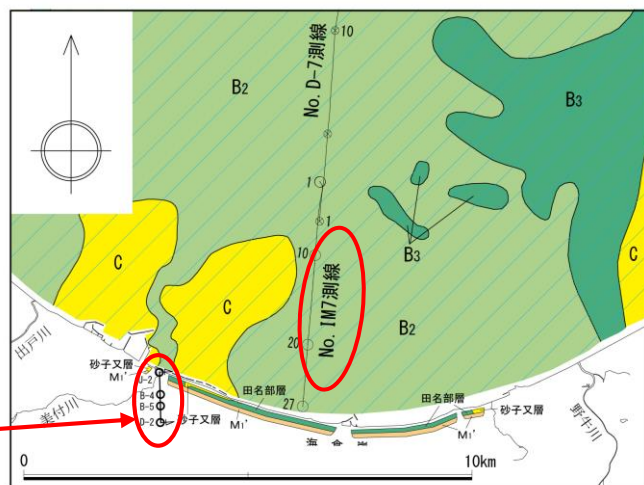 10
No. D-7測線
B2
B3
1
1
10
B3
C
C
C
No. IM7測線
B2
20
27
出戸川
砂子又層
M1'
J-2
美付川
B-4
B-5
D-2
砂子又層
田名部層
M1'
田名部層
砂子又層
M1'
野牛川
0
10km